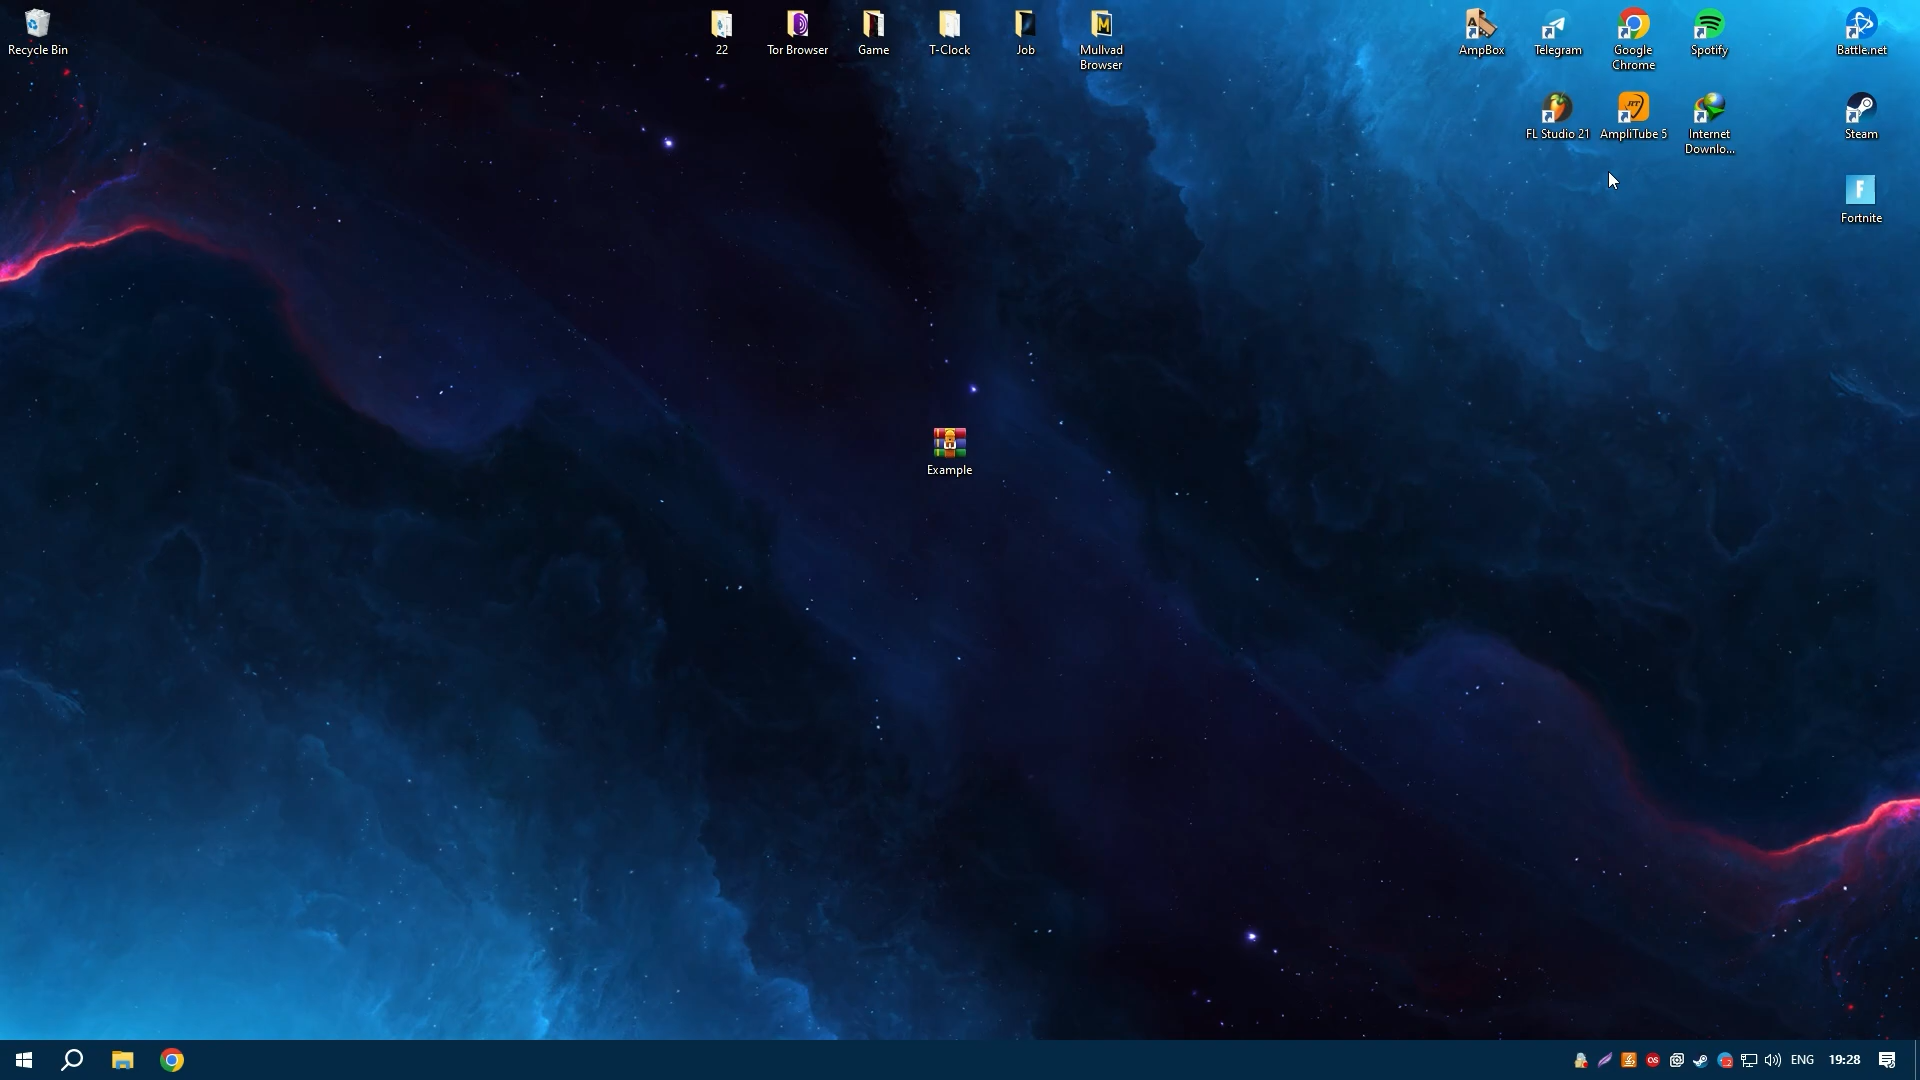 Recycle Bin
22
Tor Browser
Game
T-Clock
Job
Mullvad
Browser
AmpBox
Telegram
Google
Chrome
Spotify
Battle.net
FL Studio 21
AmpliTube 5
Internet
Downlo...
Steam
Fortnite
Example
ENG
19:28